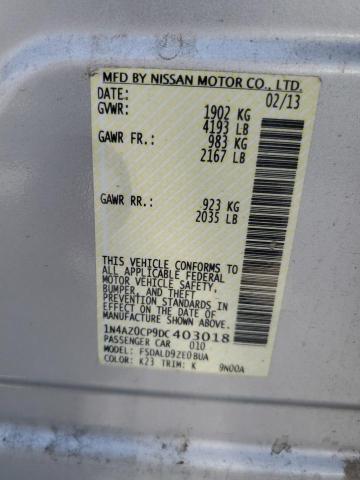 MFD BY NISSAN MOTOR CO., LTD.
DATE: 02/13
GVWR: 1902 KG
4193 LB
GAWR FR.: 983 KG
2167 LB
GAWR RR.: 923 KG
2035 LB
THIS VEHICLE CONFORMS TO
ALL APPLICABLE FEDERAL
MOTOR VEHICLE SAFETY,
BUMPER, AND THEFT
PREVENTION STANDARDS IN
EFFECT ON THE DATE OF
MANUFACTURE SHOWN ABOVE.
1N4AZ0CP9DC403018
PASSENGER CAR 010
MODEL: FSDALD9ZE0BUA
COLOR: K23 TRIM: K 9N00A